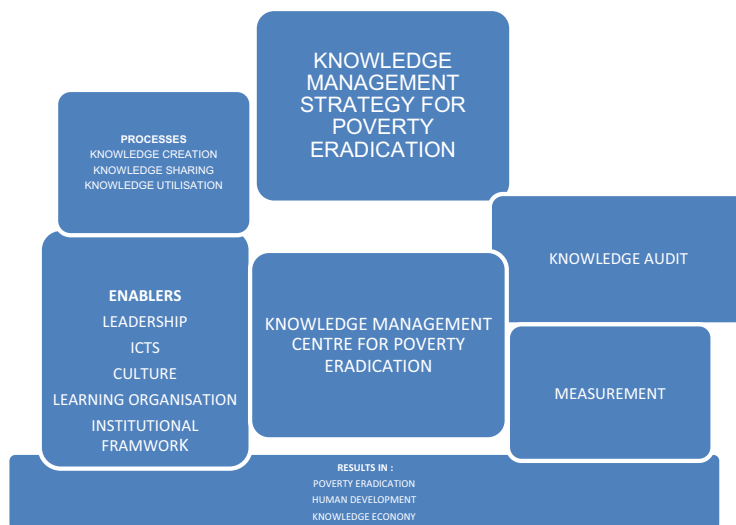 KNOWLEDGE
MANAGEMENT
STRATEGY FOR
POVERTY
ERADICATION
PROCESSES
KNOWLEDGE CREATION
KNOWLEDGE SHARING
KNOWLEDGE UTILISATION
KNOWLEDGE AUDIT
ENABLERS
LEADERSHIP
ICTS
CULTURE
LEARNING ORGANISATION
INSTITUTIONAL
FRAMWORK
KNOWLEDGE MANAGEMENT
CENTRE FOR POVERTY
ERADICATION
MEASUREMENT
RESULTS IN :
POVERTY ERADICATION
HUMAN DEVELOPMENT
KNOWLEDGE ECONONY